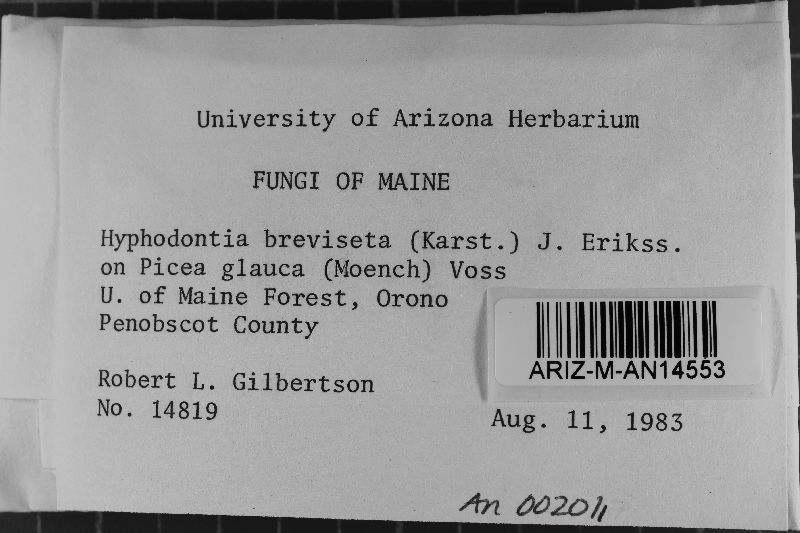 University of Arizona Herbarium
FUNGI OF MAINE
Hyphodontia breviseta (Karst.) J. Erikss.
on Picea glauca (Moench) Voss
U. of Maine Forest, Orono
Penobscot County
ARIZ-M-AN14553
Robert L. Gilbertson
No. 14819
Aug. 11, 1983
An 002011